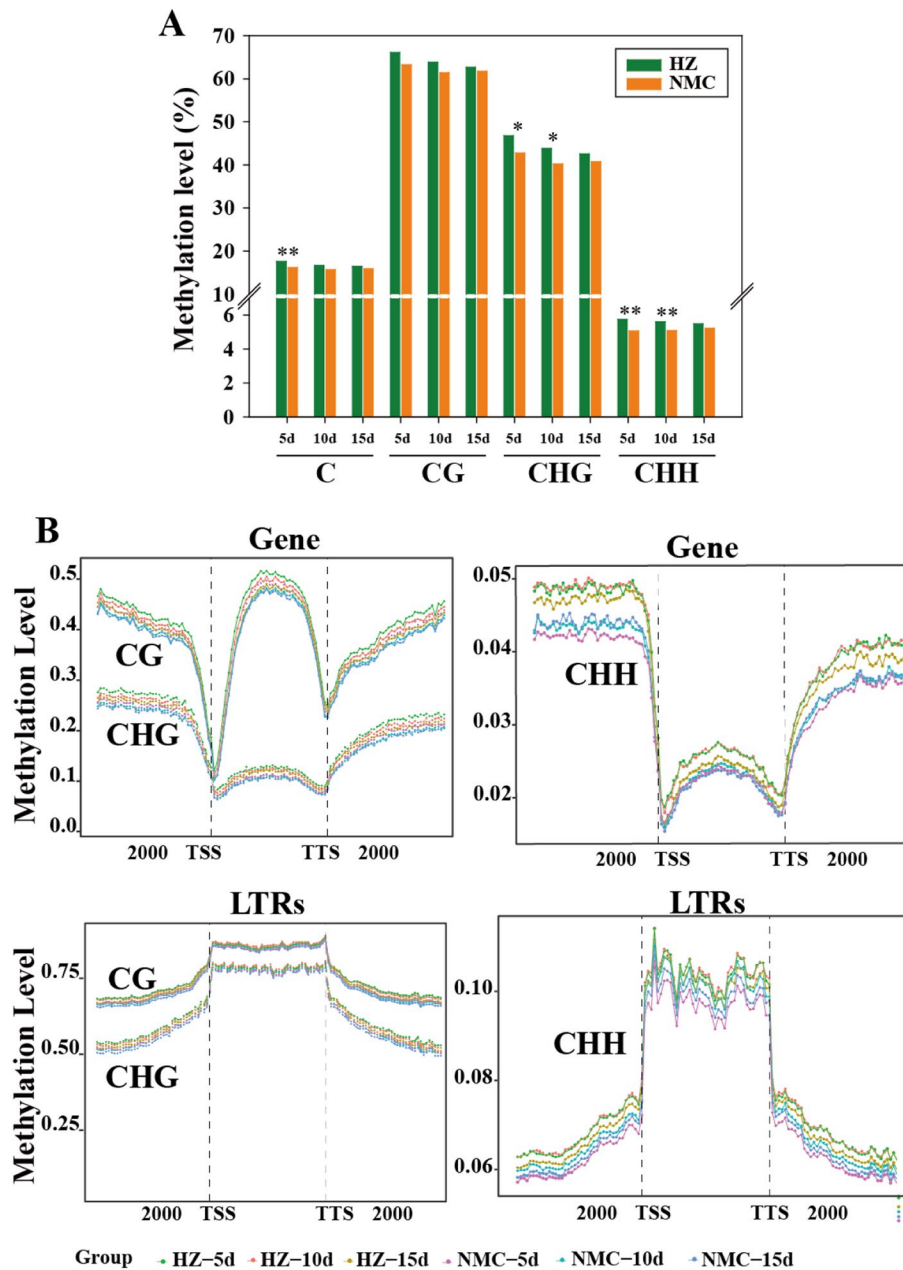 A
Methylation level (%)
70
60
50
40
30
20
10
6
4
2
0
HZ
NMC
**
*
*
**
**
5d 10d 15d 5d 10d 15d 5d 10d 15d 5d 10d 15d
C CG CHG CHH
B
Gene
Methylation Level
0.5
0.4
0.3
0.2
0.1
0.0
CG
CHG
2000 TSS TTS 2000
Gene
0.05
0.04
0.03
0.02
CHH
2000 TSS TTS 2000
LTRs
Methylation Level
0.75
0.50
0.25
CG
CHG
2000 TSS TTS 2000
LTRs
0.10
0.08
0.06
CHH
2000 TSS TTS 2000
Group HZ–5d HZ–10d HZ–15d NMC–5d NMC–10d NMC–15d